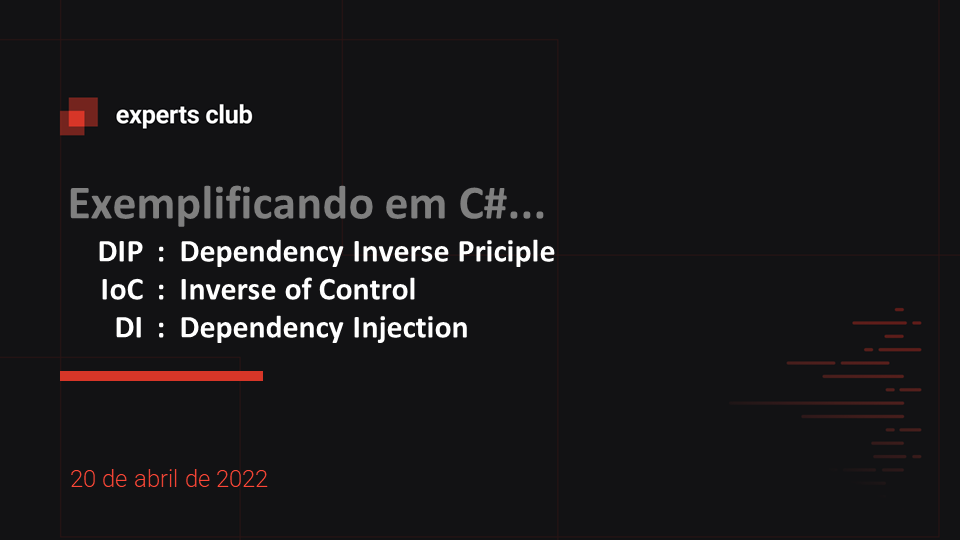 experts club
Exemplificando em C#...
DIP : Dependency Inverse Priciple
IoC : Inverse of Control
DI : Dependency Injection
20 de abril de 2022